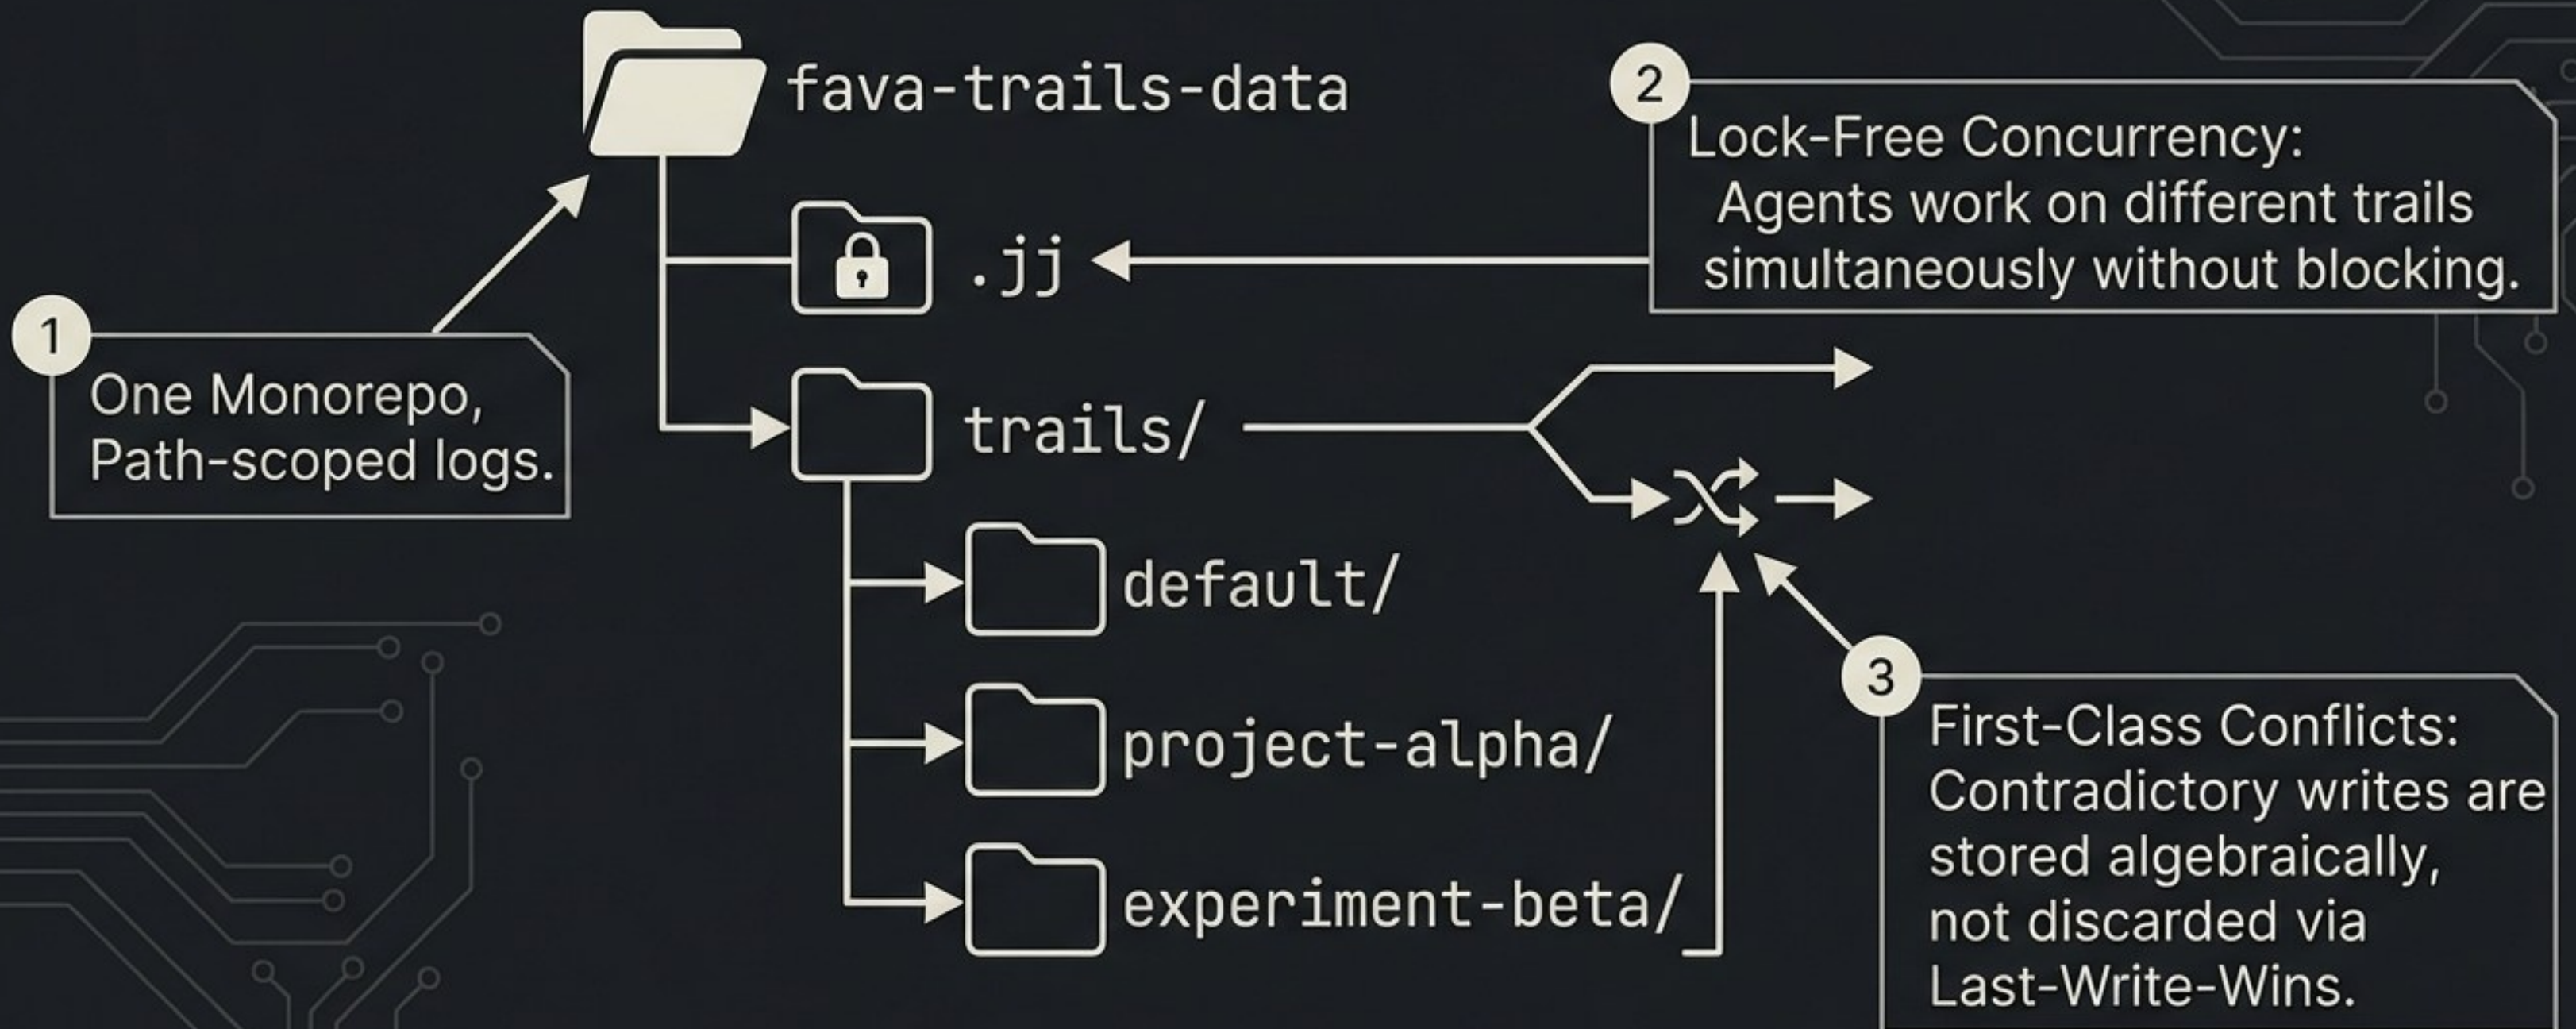 fava-trails-data
.jj
trails/
default/
project-alpha/
experiment-beta/
1
One Monorepo,
Path-scoped logs.
2
Lock-Free Concurrency:
Agents work on different trails
simultaneously without blocking.
3
First-Class Conflicts:
Contradictory writes are
stored algebraically,
not discarded via
Last-Write-Wins.